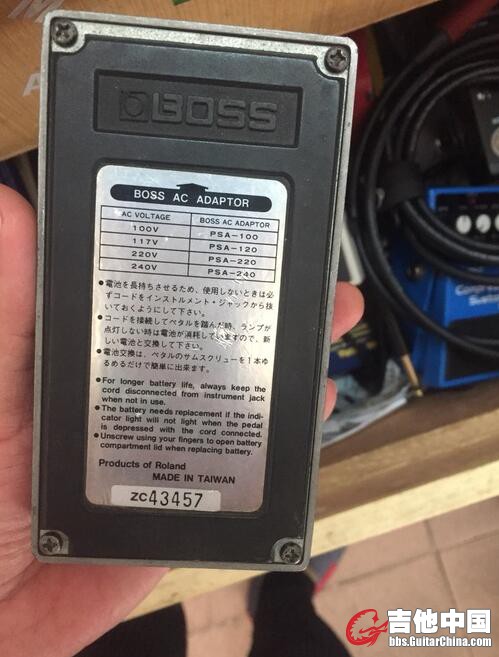 BOSS
BOSS AC ADAPTOR
AC VOLTAGE BOSS AC ADAPTOR
100V PSA-100
117V PSA-120
220V PSA-220
240V PSA-240
●電池を長持ちさせるため、使用しないときは必
ずコードをインストルメント・ジャックから抜
いておくようにして下さい。
●コードを接続してペタルを踏んだ時、ランプが
点灯しない時は電池が消耗していますので、新
しい電池と交換して下さい。
●電池交換は、ペタルのサムスクリューを1本ゆ
るめるだけで簡単に出来ます。
●For longer battery life, always keep the
cord disconnected from instrument jack
when not in use.
●The battery needs replacement if the indi-
cator light will not light when the pedal
is depressed with the cord connected.
●Unscrew using your fingers to open battery
compartment lid when replacing battery.
Products of Roland
MADE IN TAIWAN
ZC43457
吉他中国
bbs.GuitarChina.com